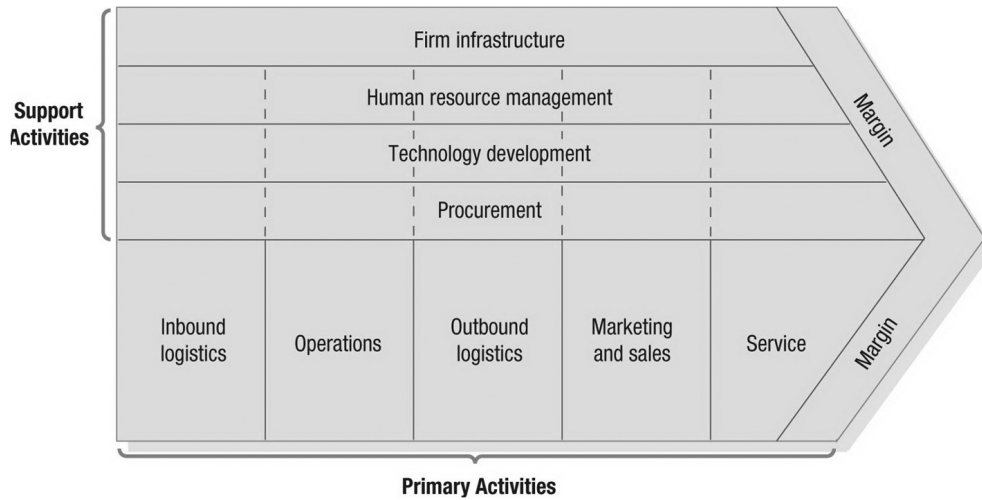 Firm infrastructure
Human resource management
Technology development
Procurement
Support
Activities
Margin
Inbound
logistics
Operations
Outbound
logistics
Marketing
and sales
Service
Margin
Primary Activities